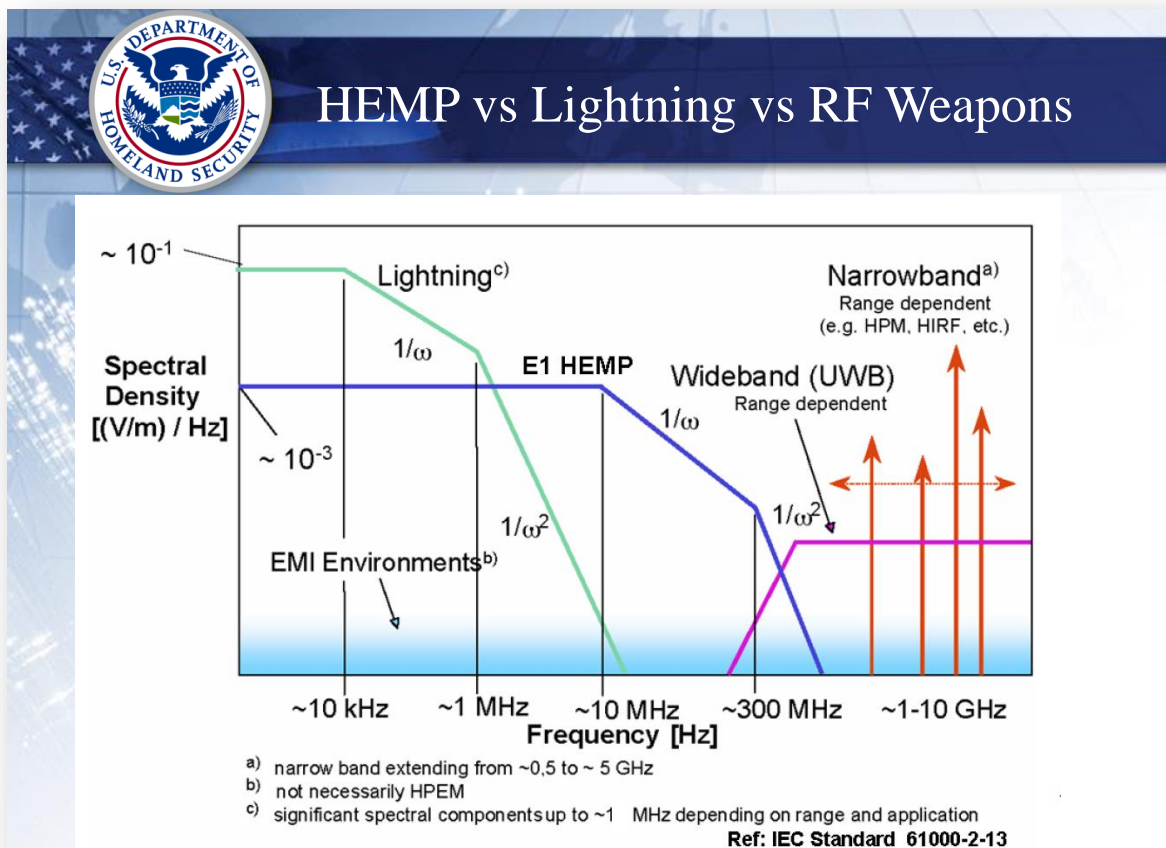 U.S. DEPARTMENT OF
HOMELAND SECURITY
HEMP vs Lightning vs RF Weapons
~ 10⁻¹
Lightningᶜ⁾
Narrowbandᵃ⁾
Range dependent
(e.g. HPM, HIRF, etc.)
1/ω
E1 HEMP
Spectral
Density
[(V/m) / Hz]
Wideband (UWB)
Range dependent
1/ω
~ 10⁻³
1/ω²
1/ω²
EMI Environmentsᵇ⁾
~10 kHz
~1 MHz
~10 MHz
~300 MHz
~1-10 GHz
Frequency [Hz]
a) narrow band extending from ~0,5 to ~ 5 GHz
b) not necessarily HPEM
c) significant spectral components up to ~1 MHz depending on range and application
Ref: IEC Standard 61000-2-13